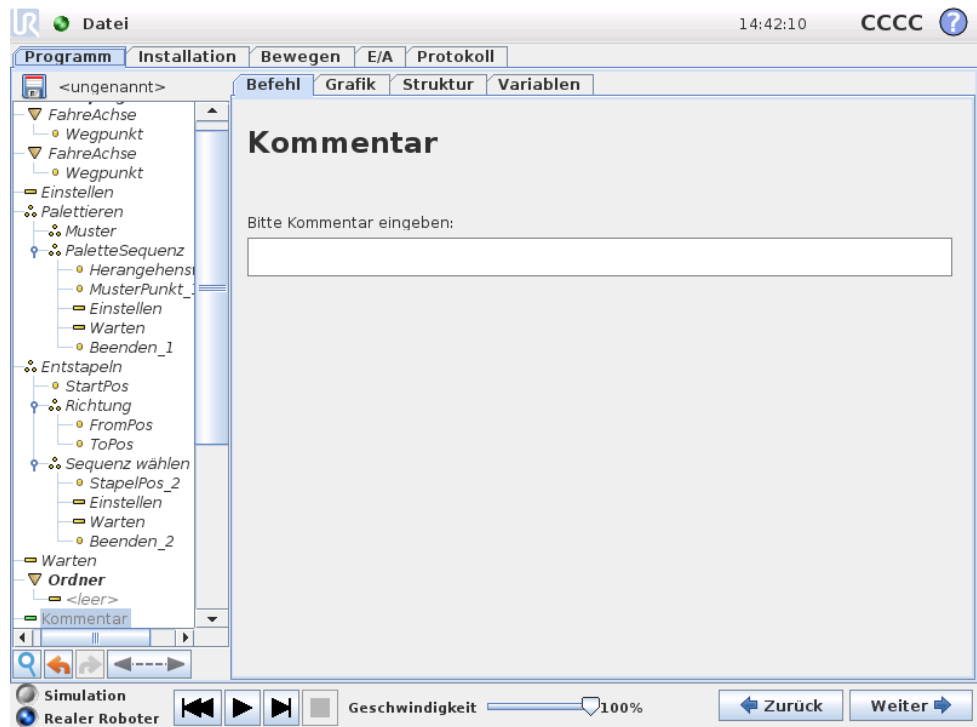 UR Datei 14:42:10 CCCC ?
Programm Installation Bewegen E/A Protokoll
<ungenannt>
Befehl Grafik Struktur Variablen
FahreAchse
Wegpunkt
FahreAchse
Wegpunkt
Einstellen
Palettieren
Muster
PaletteSequenz
MusterPunkt_
Einstellen
Warten
Beenden_1
Entstapeln
StartPos
Richtung
FromPos
ToPos
Sequenz wählen
StapelPos_2
Einstellen
Warten
Beenden_2
Warten
Ordner
<leer>
Kommentar
Kommentar
Bitte Kommentar eingeben:
Simulation
Realer Roboter
Geschwindigkeit 100%
Zurück Weiter